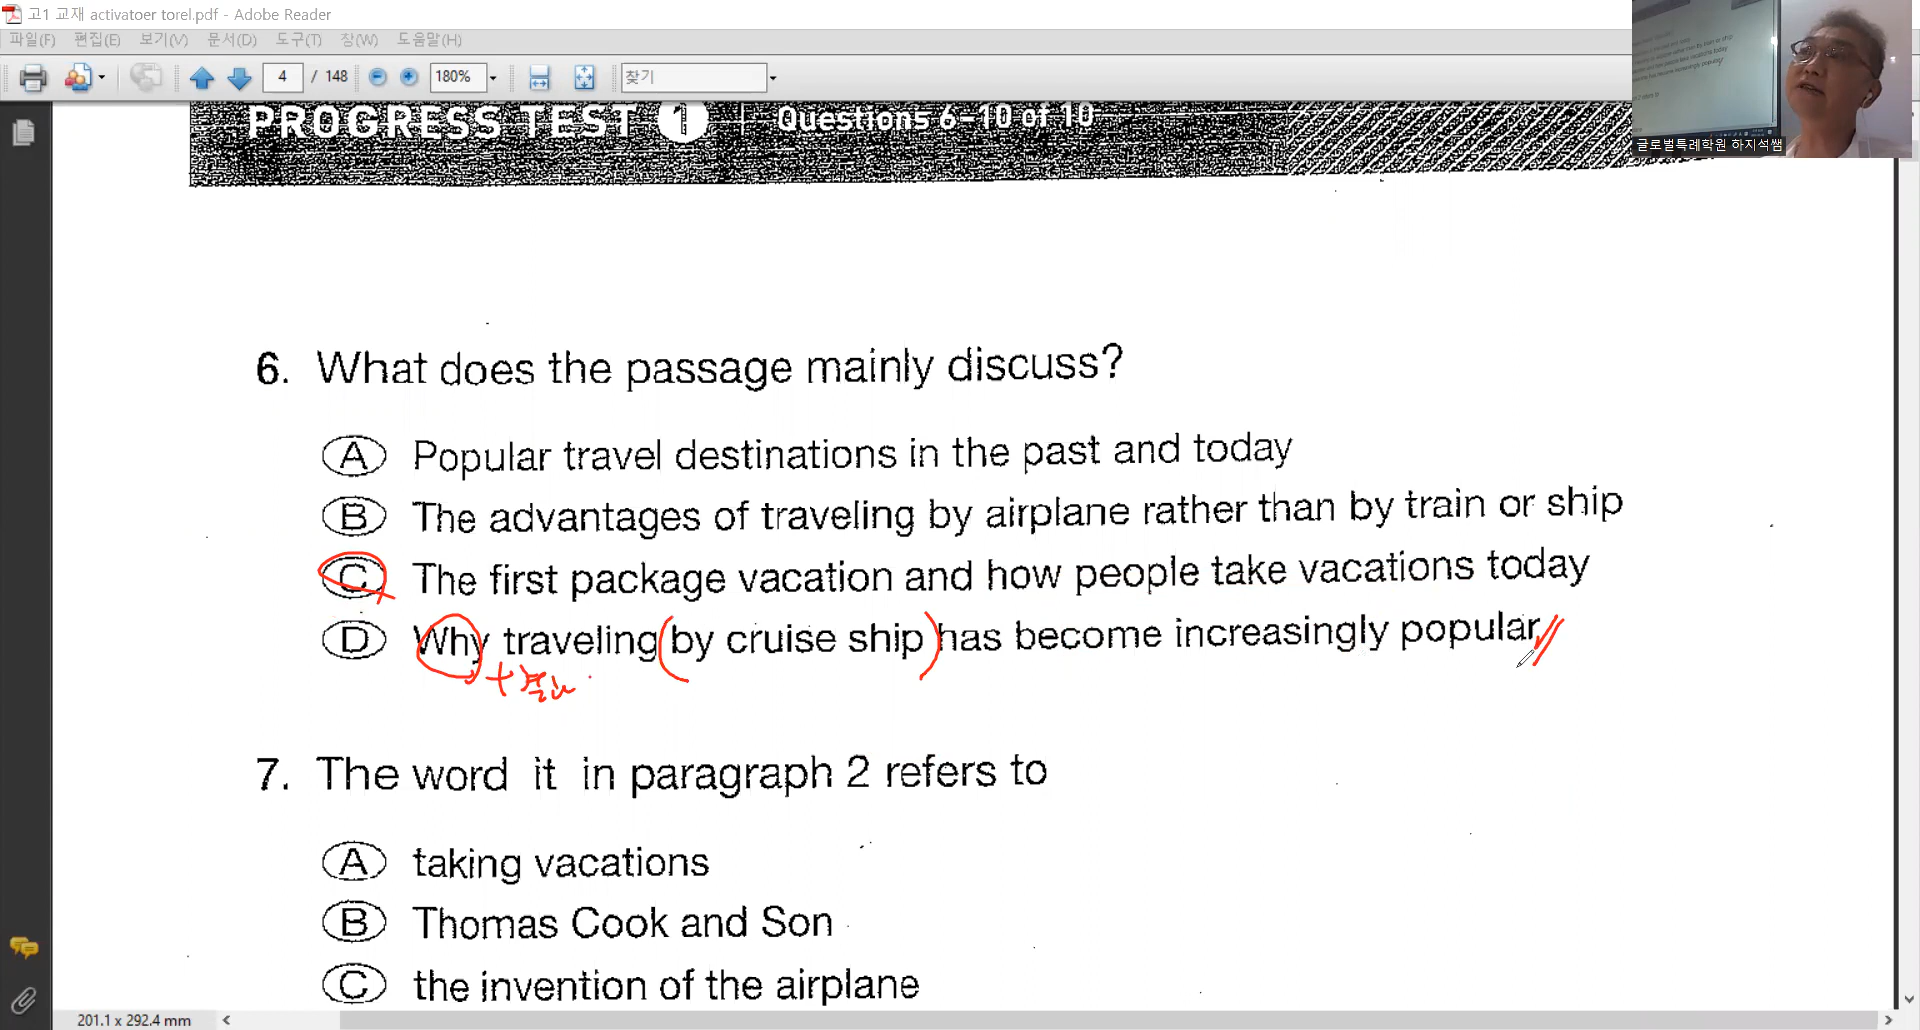 고1 교재 activatoer torel.pdf - Adobe Reader
파일(F) 편집(E) 보기(V) 문서(D) 도구(T) 창(W) 도움말(H)
4 / 148 180% 찾기
글로벌특례학원 하지석쌤
PROGRESS TEST 1 Questions 6-10 of 10
6. What does the passage mainly discuss?
A Popular travel destinations in the past and today
B The advantages of traveling by airplane rather than by train or ship
C The first package vacation and how people take vacations today
D Why traveling (by cruise ship) has become increasingly popular
7. The word it in paragraph 2 refers to
A taking vacations
B Thomas Cook and Son
C the invention of the airplane
201.1 x 292.4 mm